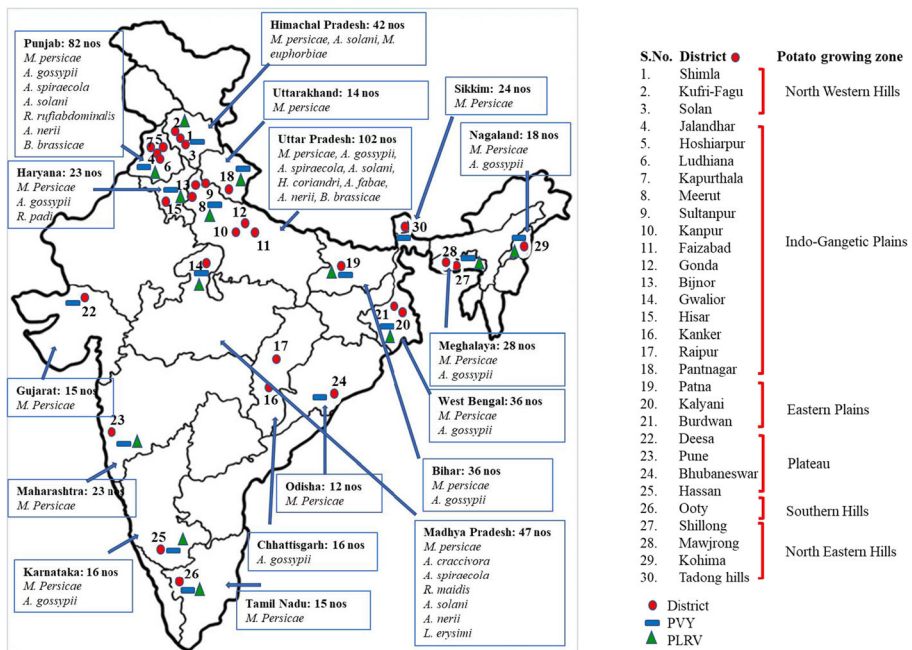 Punjab: 82 nos
M. persicae
A. gossypii
A. spiraecola
A. solani
R. rufiabdominalis
A. nerii
B. brassicae
Himachal Pradesh: 42 nos
M. persicae, A. solani, M.
euphorbiae
Uttarakhand: 14 nos
M. persicae
Uttar Pradesh: 102 nos
M. persicae, A. gossypii,
A. spiraecola, A. solani,
H. coriandri, A. fabae,
A. nerii, B. brassicae
Sikkim: 24 nos
M. Persicae
Nagaland: 18 nos
M. Persicae
A. gossypii
Haryana: 23 nos
M. Persicae
A. gossypii
R. padi
2
1
3
7
5
4
6
13
15
9
8
18
12
10
11
30
29
28
27
14
19
22
21
20
17
16
24
23
25
26
Meghalaya: 28 nos
M. Persicae
A. gossypii
Gujarat: 15 nos
M. Persicae
West Bengal: 36 nos
M. Persicae
A. gossypii
Bihar: 36 nos
M. persicae
A. gossypii
Maharashtra: 23 nos
M. Persicae
Odisha: 12 nos
M. Persicae
Madhya Pradesh: 47 nos
M. persicae
A. craccivora
A. spiraecola
R. maidis
A. solani
A. nerii
L. erysimi
Chhattisgarh: 16 nos
A. gossypii
Karnataka: 16 nos
M. Persicae
A. gossypii
Tamil Nadu: 15 nos
M. Persicae
S.No. District Potato growing zone
1. Shimla
2. Kufri-Fagu
3. Solan
North Western Hills
4. Jalandhar
5. Hoshiarpur
6. Ludhiana
7. Kapurthala
8. Meerut
9. Sultanpur
10. Kanpur
11. Faizabad
12. Gonda
13. Bijnor
14. Gwalior
15. Hisar
16. Kanker
17. Raipur
18. Pantnagar
Indo-Gangetic Plains
19. Patna
20. Kalyani
21. Burdwan
Eastern Plains
22. Deesa
23. Pune
24. Bhubaneswar
25. Hassan
Plateau
26. Ooty
Southern Hills
27. Shillong
28. Mawjrong
29. Kohima
30. Tadong hills
North Eastern Hills
District
PVY
PLRV